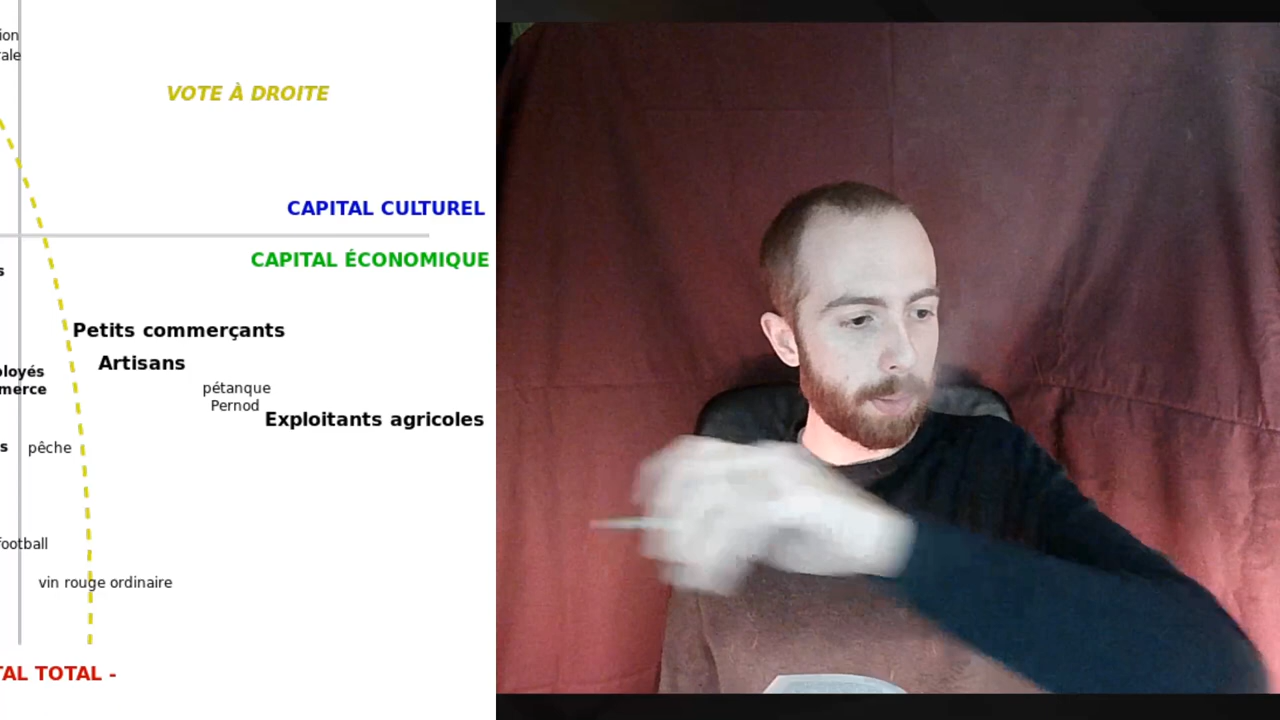 ion
rale
VOTE À DROITE
CAPITAL CULTUREL
CAPITAL ÉCONOMIQUE
s
Petits commerçants
Artisans
ployés
merce
pétanque
Pernod
Exploitants agricoles
s
pêche
football
vin rouge ordinaire
TAL TOTAL -